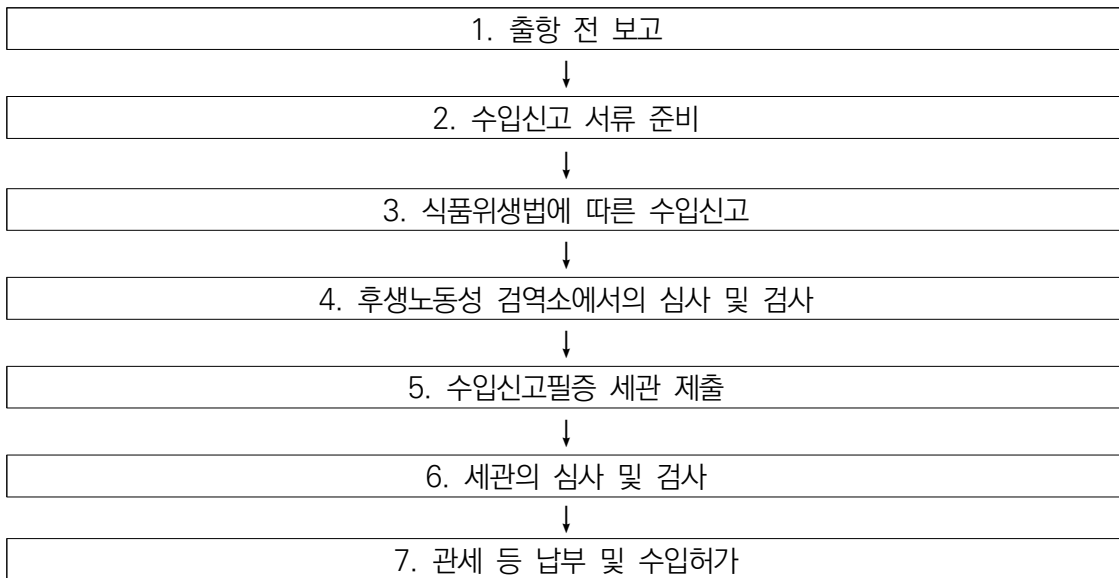 1. 출항 전 보고
2. 수입신고 서류 준비
3. 식품위생법에 따른 수입신고
4. 후생노동성 검역소에서의 심사 및 검사
5. 수입신고필증 세관 제출
6. 세관의 심사 및 검사
7. 관세 등 납부 및 수입허가